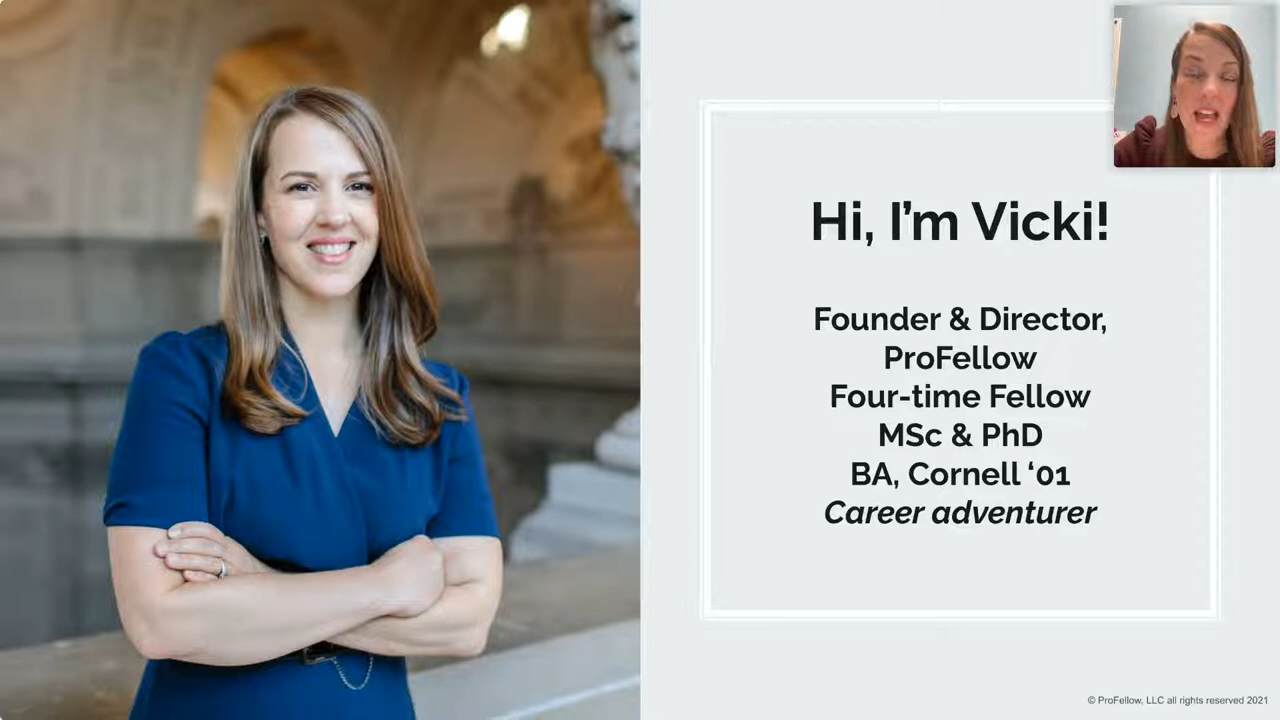 Hi, I’m Vicki!
Founder & Director,
ProFellow
Four-time Fellow
MSc & PhD
BA, Cornell ‘01
Career adventurer
© ProFellow, LLC all rights reserved 2021